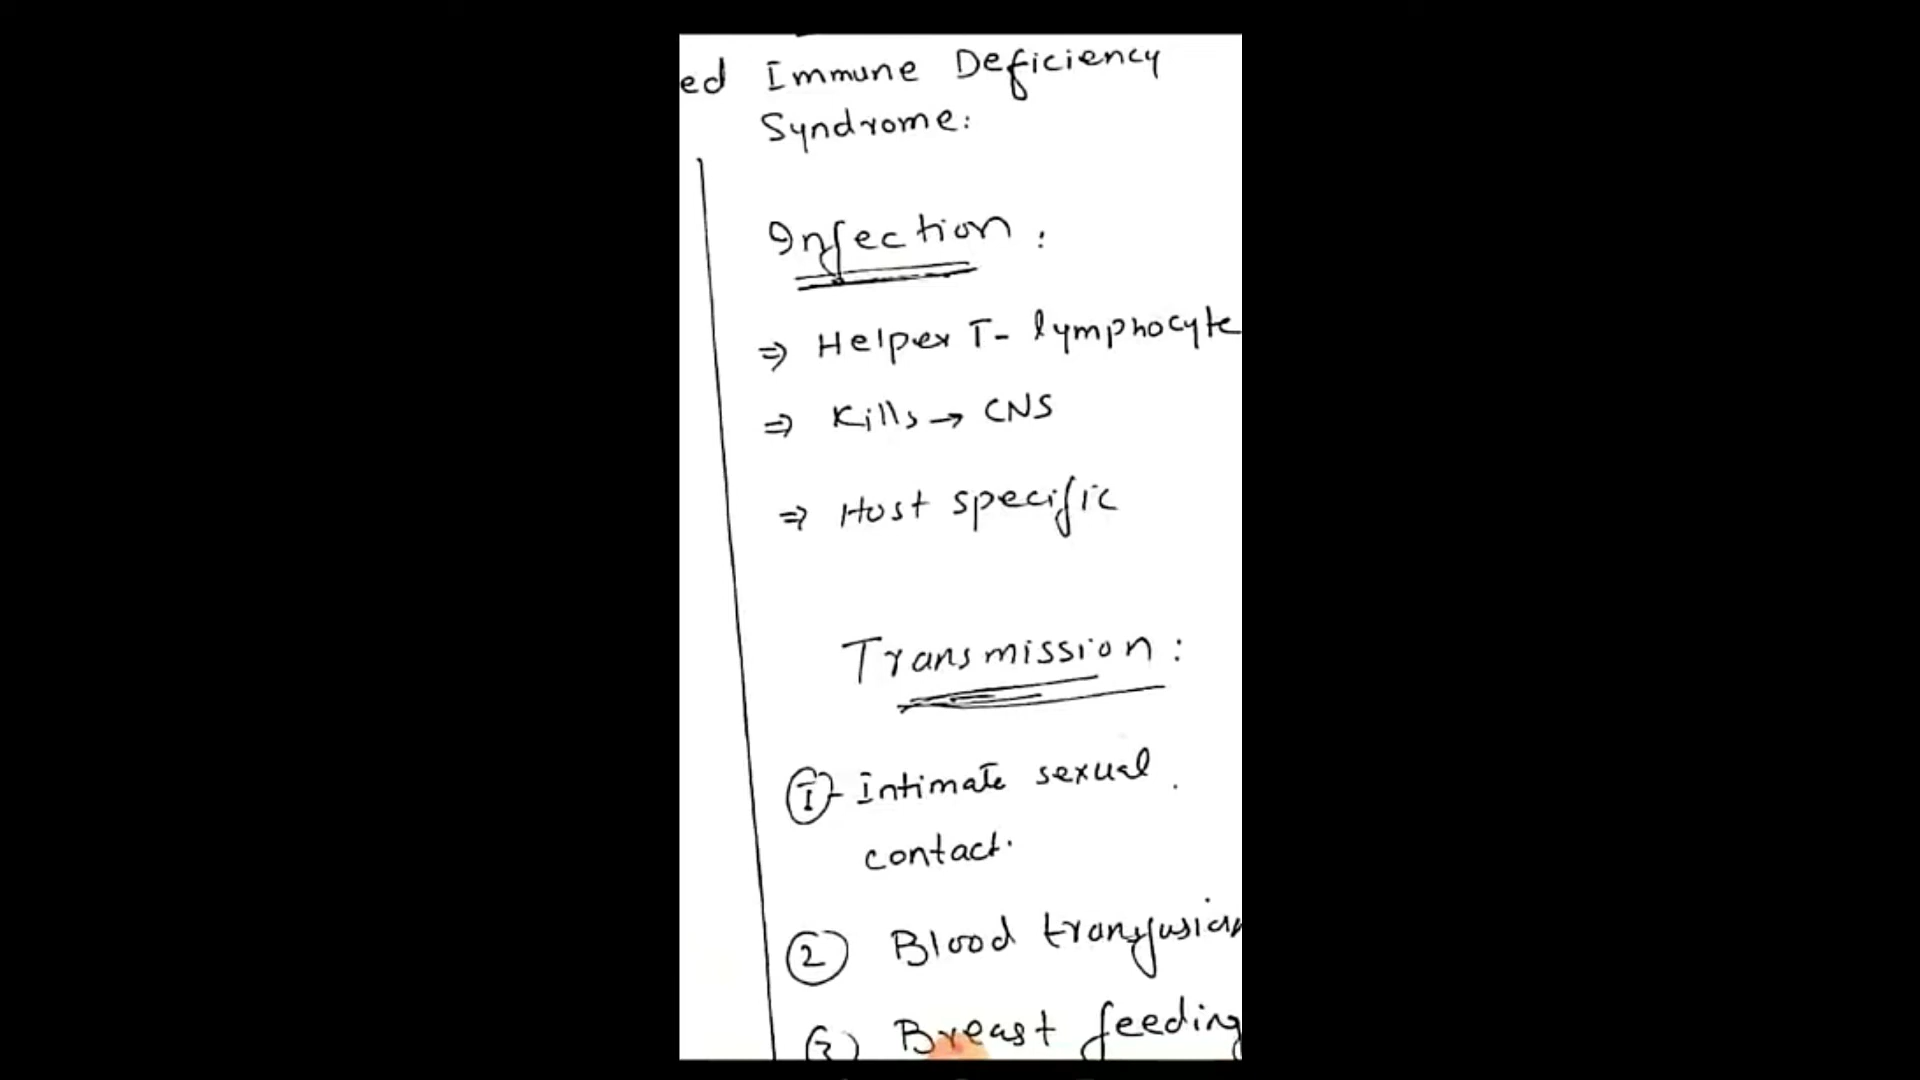 ed Immune Deficiency
Syndrome:
Infection:
⇒ Helper T- lymphocyte
⇒ Kills → CNS
⇒ Host specific
Transmission:
① - Intimate sexual
contact.
② Blood transfusion
③ Breast feeding